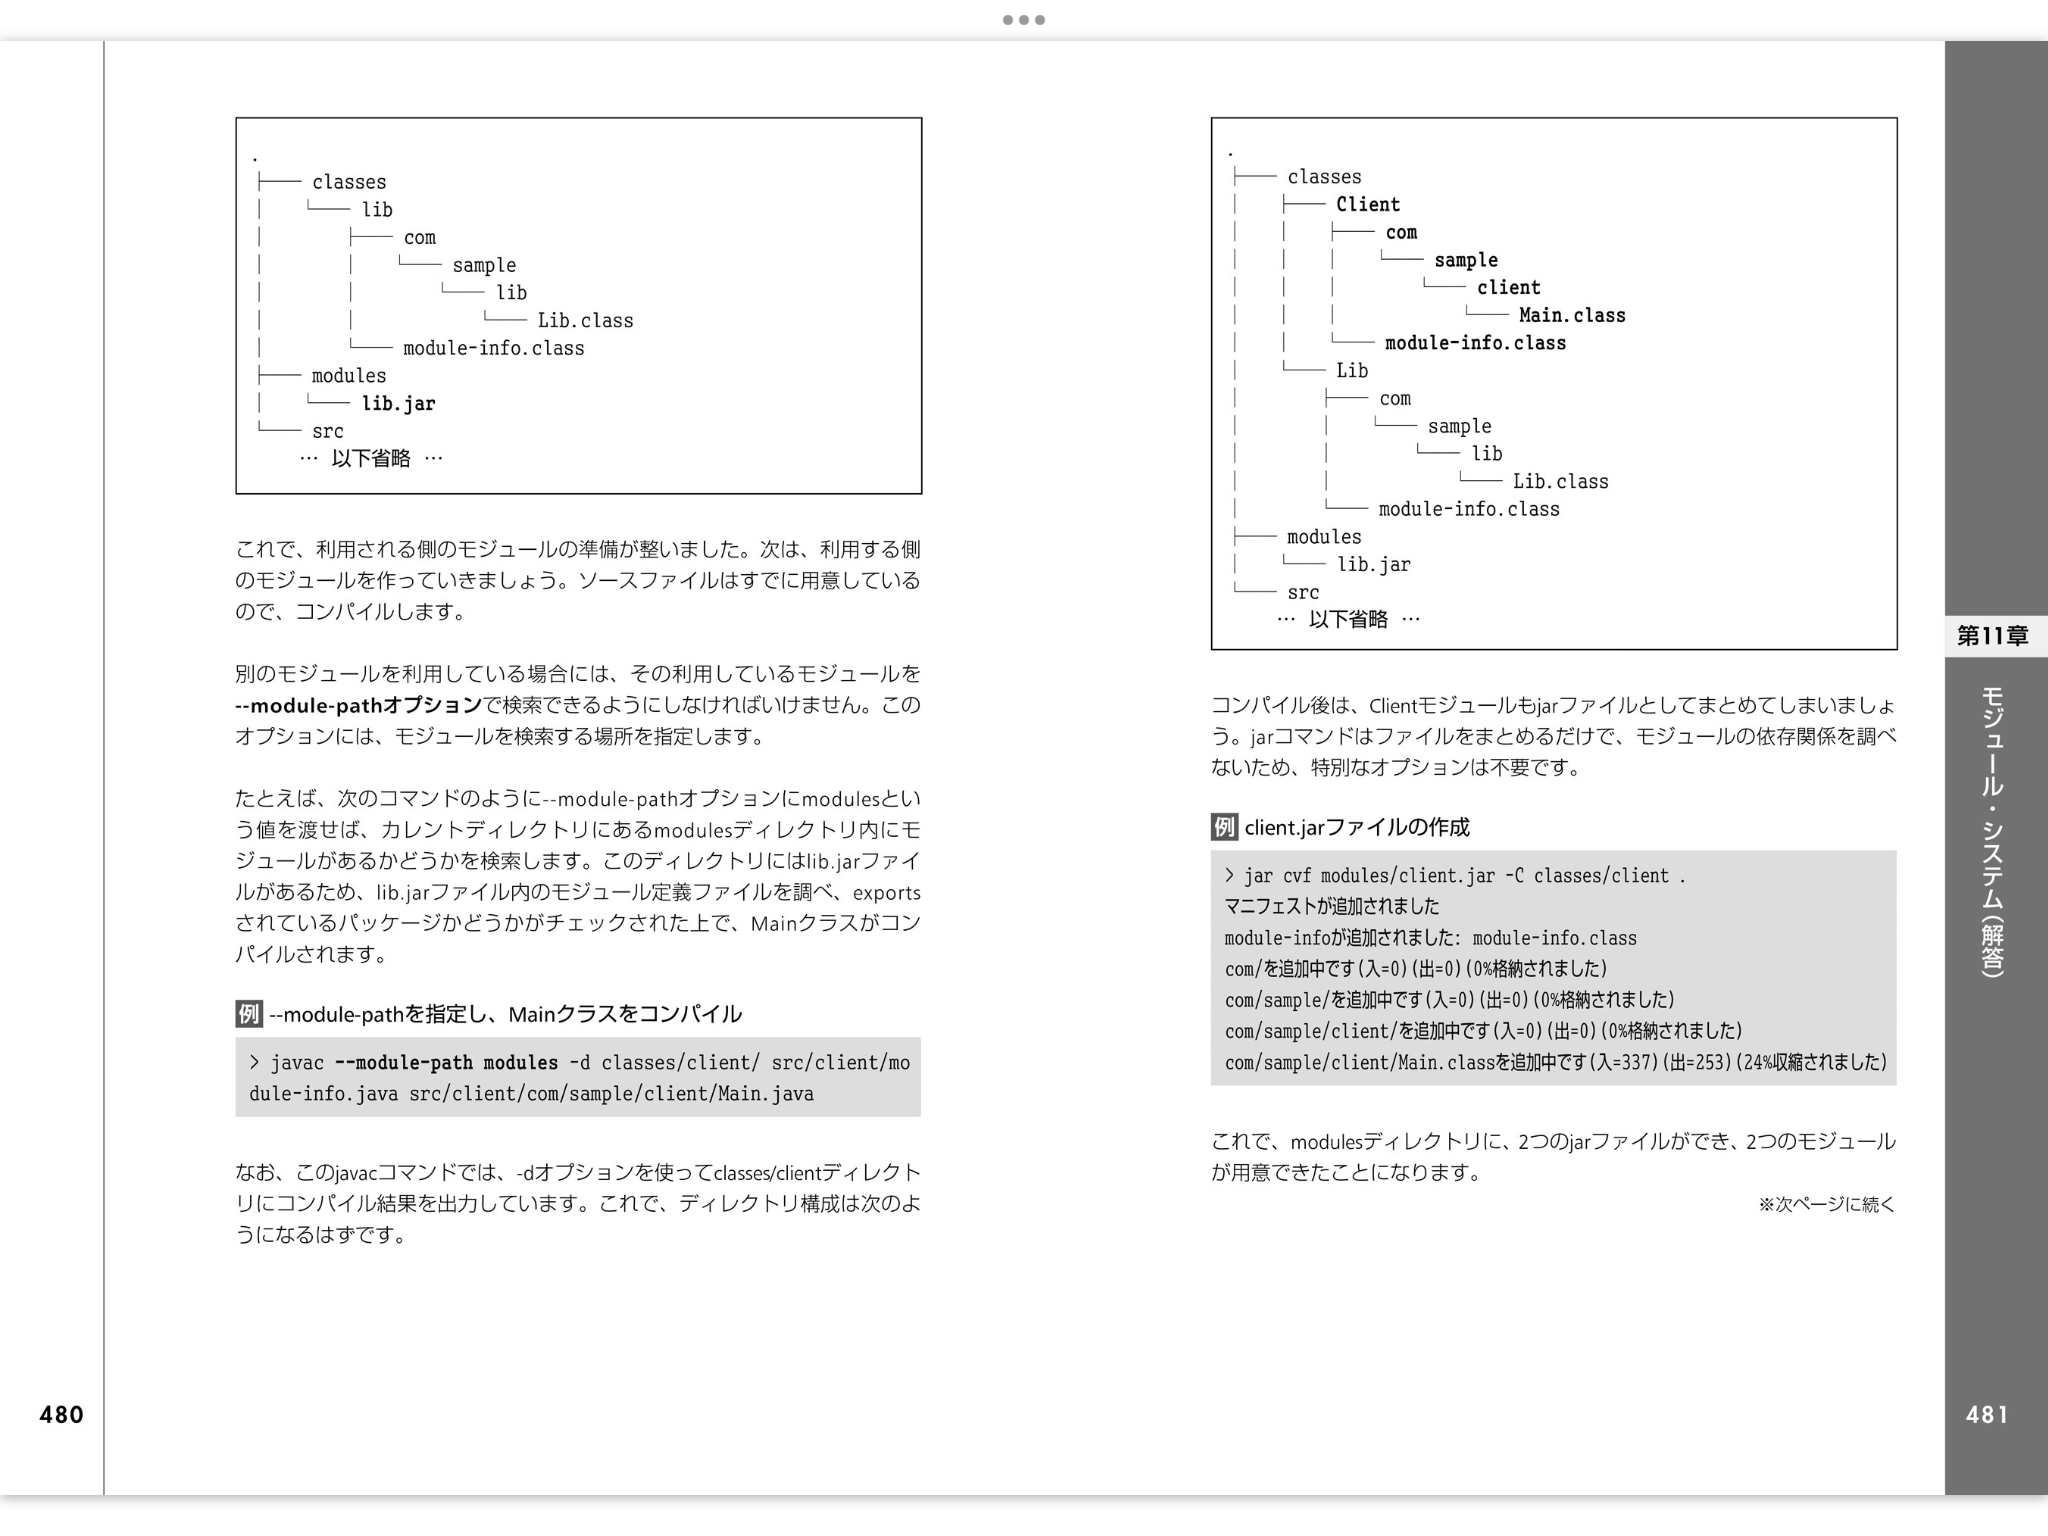 .
├── classes
│   └── lib
│       ├── com
│       │   └── sample
│       │       └── lib
│       │           └── Lib.class
│       └── module-info.class
├── modules
│   └── lib.jar
└── src
… 以下省略 …
これで、利用される側のモジュールの準備が整いました。次は、利用する側
のモジュールを作っていきましょう。ソースファイルはすでに用意している
ので、コンパイルします。
別のモジュールを利用している場合には、その利用しているモジュールを
--module-pathオプションで検索できるようにしなければいけません。この
オプションには、モジュールを検索する場所を指定します。
たとえば、次のコマンドのように--module-pathオプションにmodulesとい
う値を渡せば、カレントディレクトリにあるmodulesディレクトリ内にモ
ジュールがあるかどうかを検索します。このディレクトリにはlib.jarファイ
ルがあるため、lib.jarファイル内のモジュール定義ファイルを調べ、exports
されているパッケージかどうかがチェックされた上で、Mainクラスがコン
パイルされます。
例 --module-pathを指定し、Mainクラスをコンパイル
> javac --module-path modules -d classes/client/ src/client/mo
dule-info.java src/client/com/sample/client/Main.java
なお、このjavacコマンドでは、-dオプションを使ってclasses/clientディレクト
リにコンパイル結果を出力しています。これで、ディレクトリ構成は次のよ
うになるはずです。
480
.
├── classes
│   ├── Client
│   │   ├── com
│   │   │   └── sample
│   │   │       └── client
│   │   │           └── Main.class
│   │   └── module-info.class
│   └── Lib
│       ├── com
│       │   └── sample
│       │       └── lib
│       │           └── Lib.class
│       └── module-info.class
├── modules
│   └── lib.jar
└── src
… 以下省略 …
コンパイル後は、Clientモジュールもjarファイルとしてまとめてしまいましょ
う。jarコマンドはファイルをまとめるだけで、モジュールの依存関係を調べ
ないため、特別なオプションは不要です。
例 client.jarファイルの作成
> jar cvf modules/client.jar -C classes/client .
マニフェストが追加されました
module-infoが追加されました: module-info.class
com/を追加中です(入=0)(出=0)(0%格納されました)
com/sample/を追加中です(入=0)(出=0)(0%格納されました)
com/sample/client/を追加中です(入=0)(出=0)(0%格納されました)
com/sample/client/Main.classを追加中です(入=337)(出=253)(24%収縮されました)
これで、modulesディレクトリに、2つのjarファイルができ、2つのモジュール
が用意できたことになります。
※次ページに続く
第11章
モジュール・システム(解答)
481